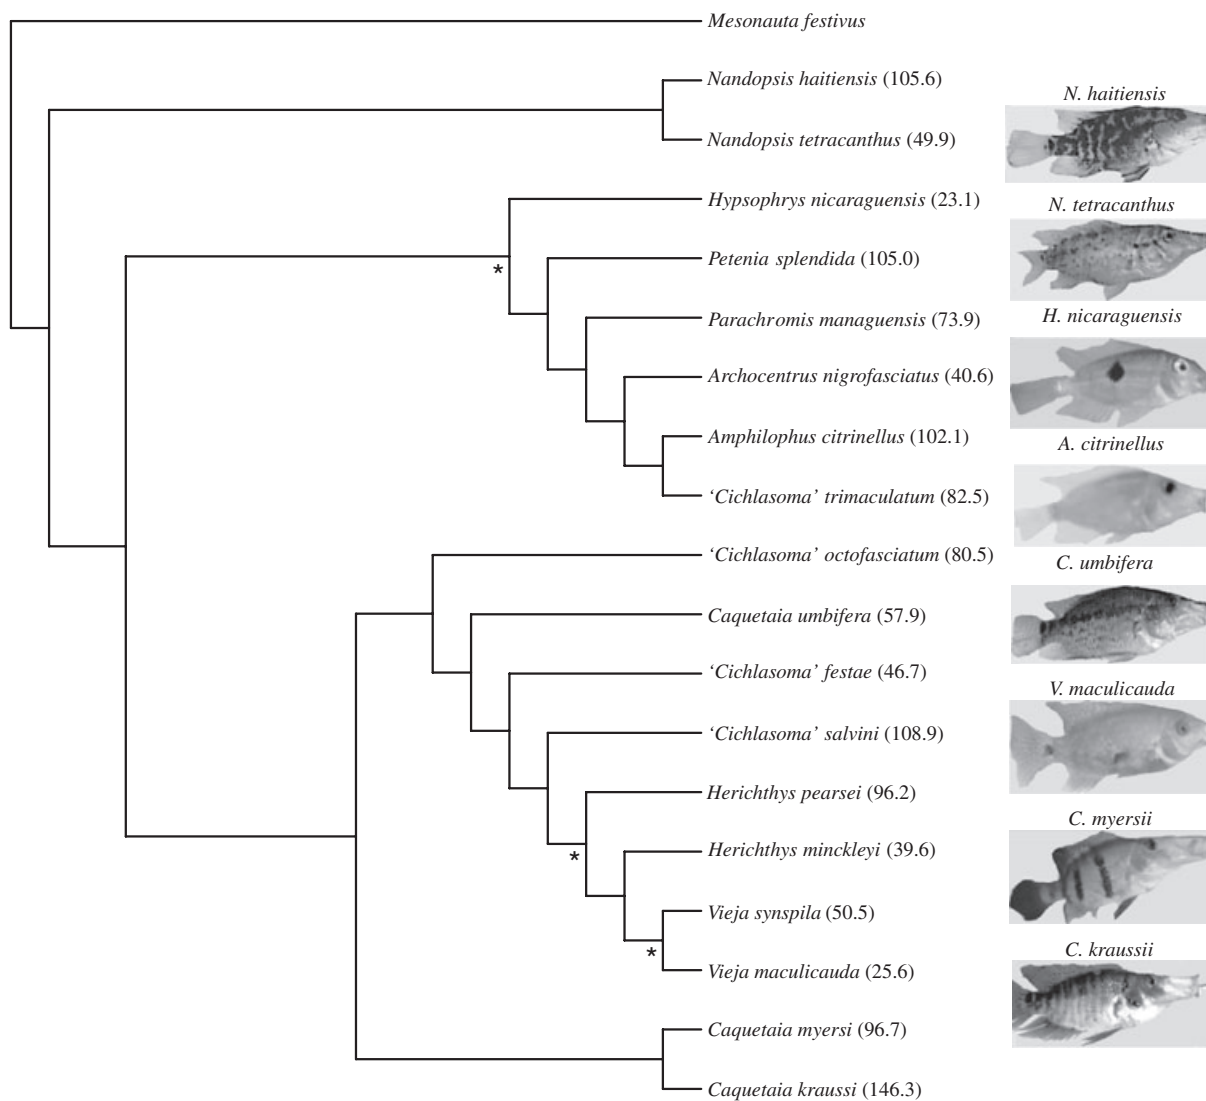 Mesonauta festivus
Nandopsis haitiensis (105.6)
Nandopsis tetracanthus (49.9)
Hypsophrys nicaraguensis (23.1)
*
Petenia splendida (105.0)
Parachromis managuensis (73.9)
Archocentrus nigrofasciatus (40.6)
Amphilophus citrinellus (102.1)
‘Cichlasoma’ trimaculatum (82.5)
‘Cichlasoma’ octofasciatum (80.5)
Caquetaia umbifera (57.9)
‘Cichlasoma’ festae (46.7)
‘Cichlasoma’ salvini (108.9)
Herichthys pearsei (96.2)
*
Herichthys minckleyi (39.6)
Vieja synspila (50.5)
*
Vieja maculicauda (25.6)
Caquetaia myersi (96.7)
Caquetaia kraussi (146.3)
N. haitiensis
N. tetracanthus
H. nicaraguensis
A. citrinellus
C. umbifera
V. maculicauda
C. myersii
C. kraussii